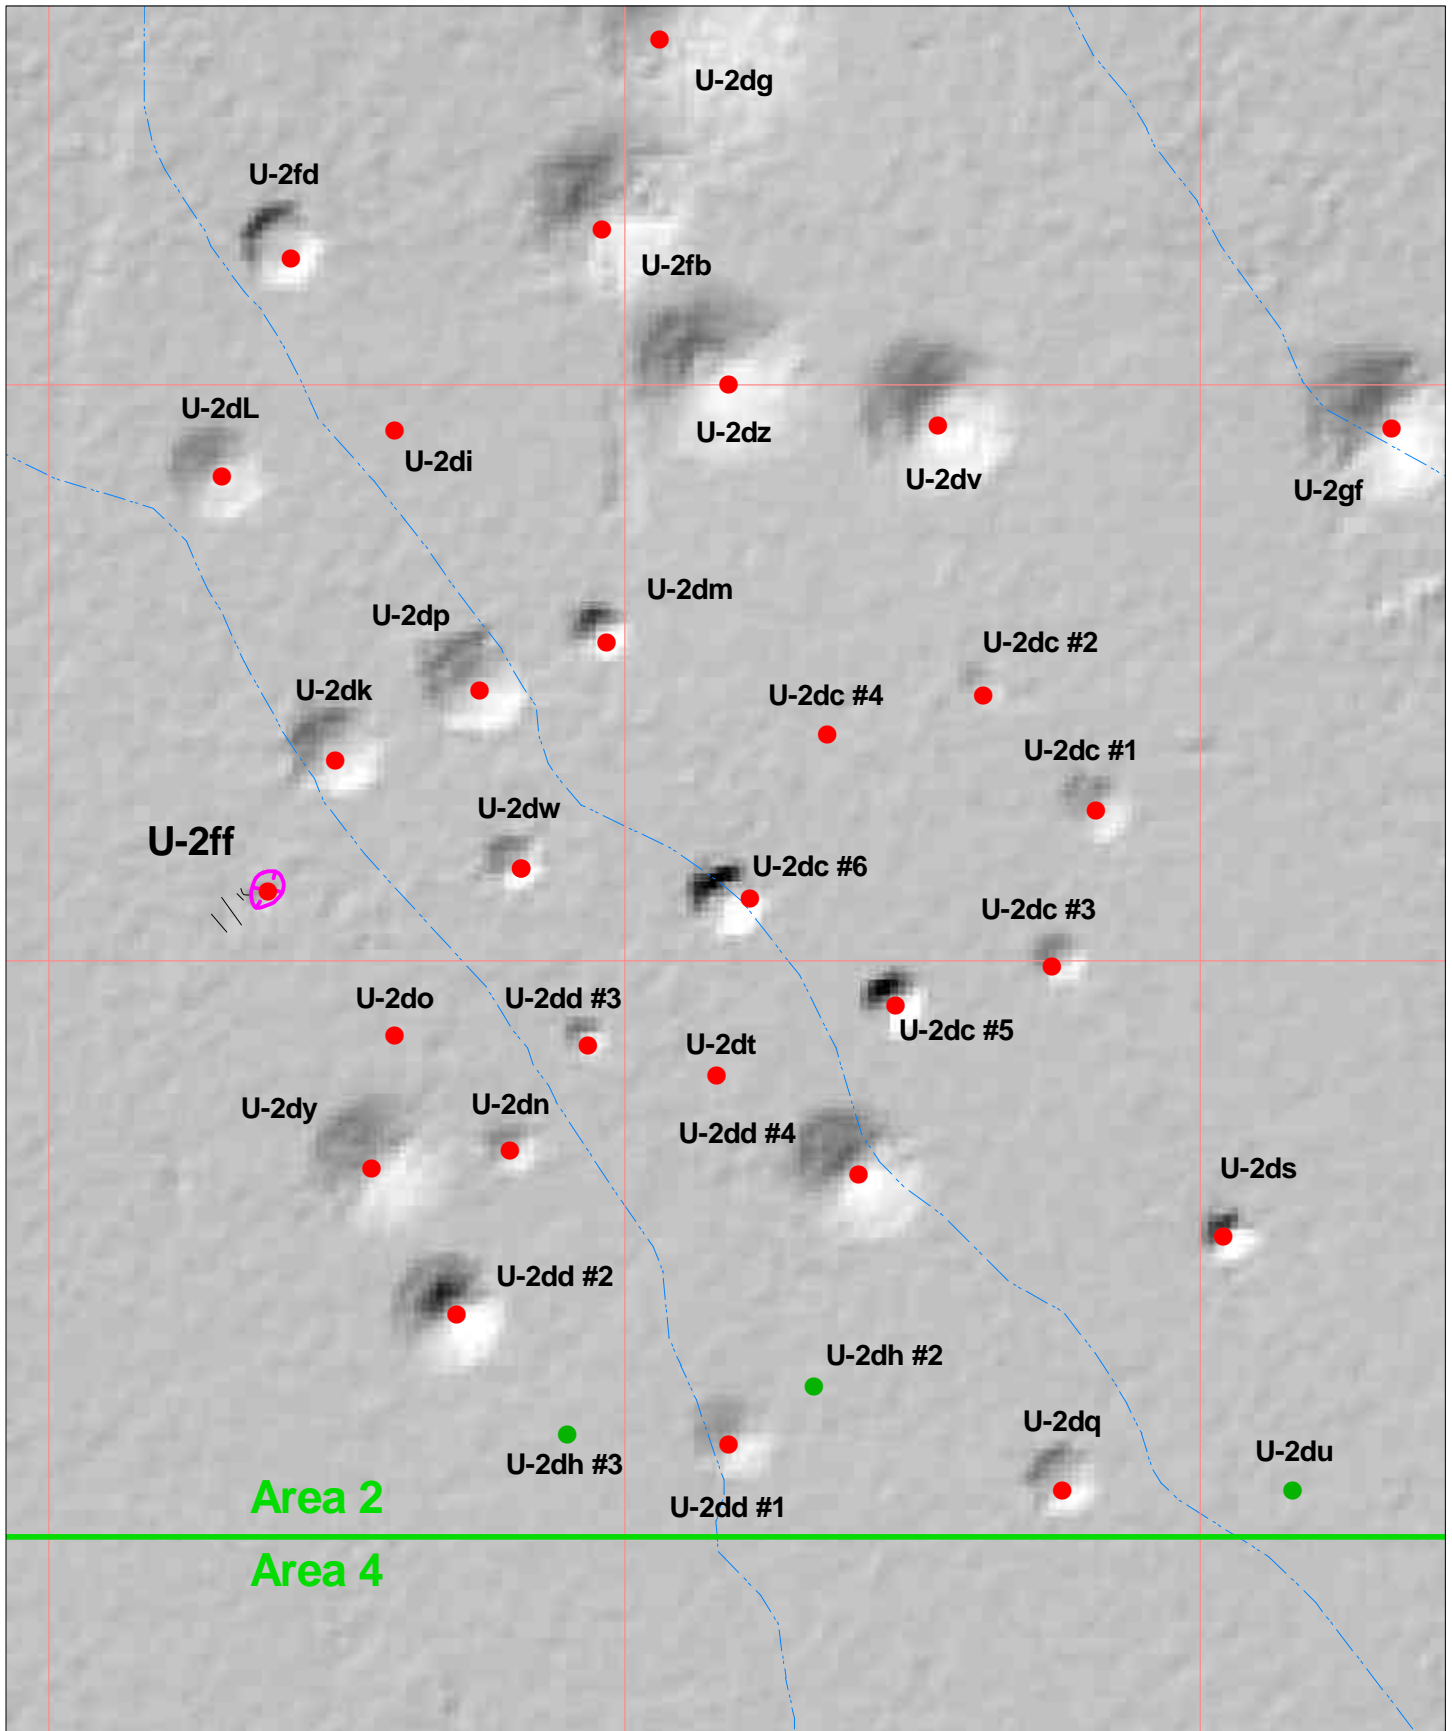 U-2dg
U-2fd
U-2fb
U-2dL
U-2dz
U-2di
U-2dv
U-2gf
U-2dm
U-2dp
U-2dc #2
U-2dk
U-2dc #4
U-2dc #1
U-2dw
U-2ff
U-2dc #6
U-2dc #3
U-2do
U-2dd #3
U-2dc #5
U-2dt
U-2dy
U-2dn
U-2dd #4
U-2ds
U-2dd #2
U-2dh #2
U-2dq
U-2du
U-2dh #3
Area 2
U-2dd #1
Area 4